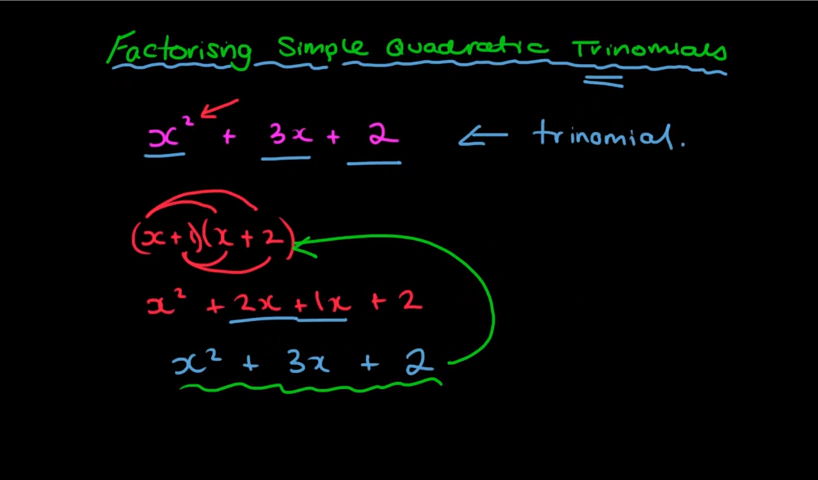 Factorising Simple Quadratic Trinomials
x² + 3x + 2 ← trinomial.
(x+1)(x + 2)
x² + 2x + 1x + 2
x² + 3x + 2